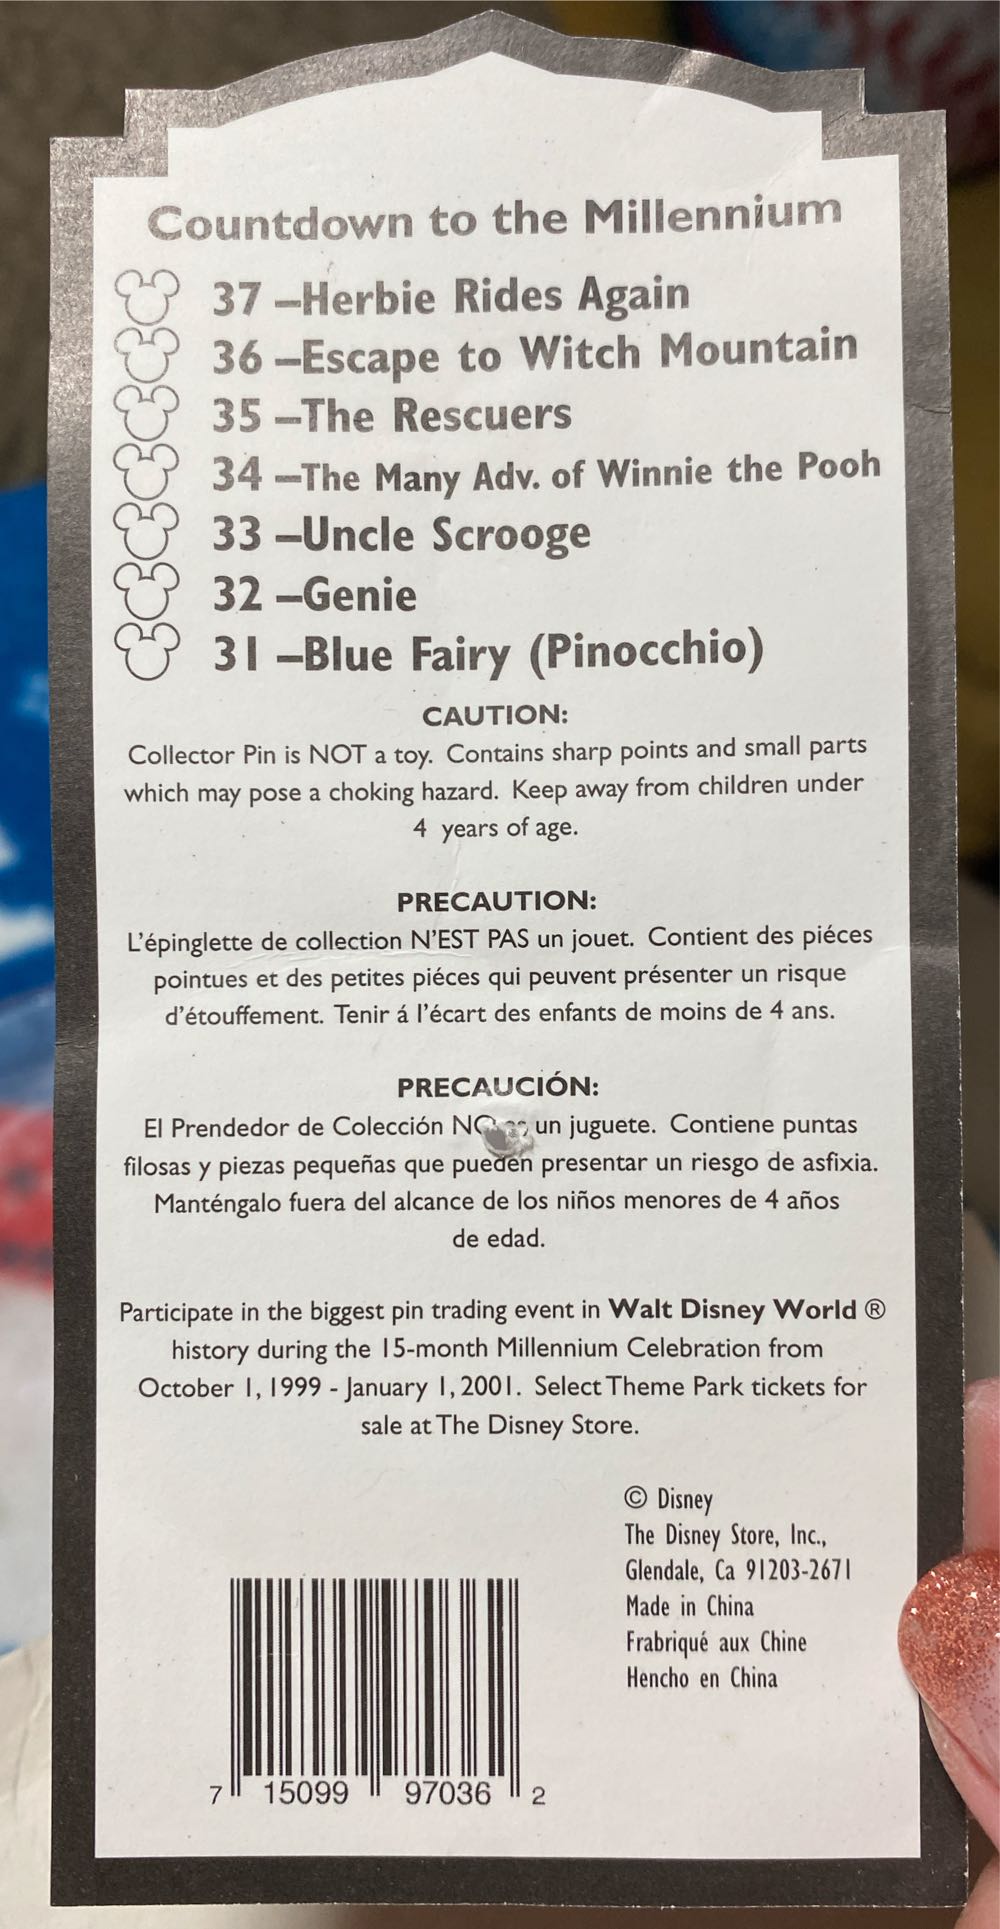 Countdown to the Millennium
37 –Herbie Rides Again
36 –Escape to Witch Mountain
35 –The Rescuers
34 –The Many Adv. of Winnie the Pooh
33 –Uncle Scrooge
32 –Genie
31 –Blue Fairy (Pinocchio)
CAUTION:
Collector Pin is NOT a toy. Contains sharp points and small parts
which may pose a choking hazard. Keep away from children under
4 years of age.
PRECAUTION:
L'épinglette de collection N'EST PAS un jouet. Contient des piéces
pointues et des petites piéces qui peuvent présenter un risque
d'étouffement. Tenir á l'écart des enfants de moins de 4 ans.
PRECAUCIÓN:
El Prendedor de Colección NO es un juguete. Contiene puntas
filosas y piezas pequeñas que pueden presentar un riesgo de asfixia.
Manténgalo fuera del alcance de los niños menores de 4 años
de edad.
Participate in the biggest pin trading event in Walt Disney World ®
history during the 15-month Millennium Celebration from
October 1, 1999 - January 1, 2001. Select Theme Park tickets for
sale at The Disney Store.
© Disney
The Disney Store, Inc.,
Glendale, Ca 91203-2671
Made in China
Frabriqué aux Chine
Hencho en China
7 15099 97036 2